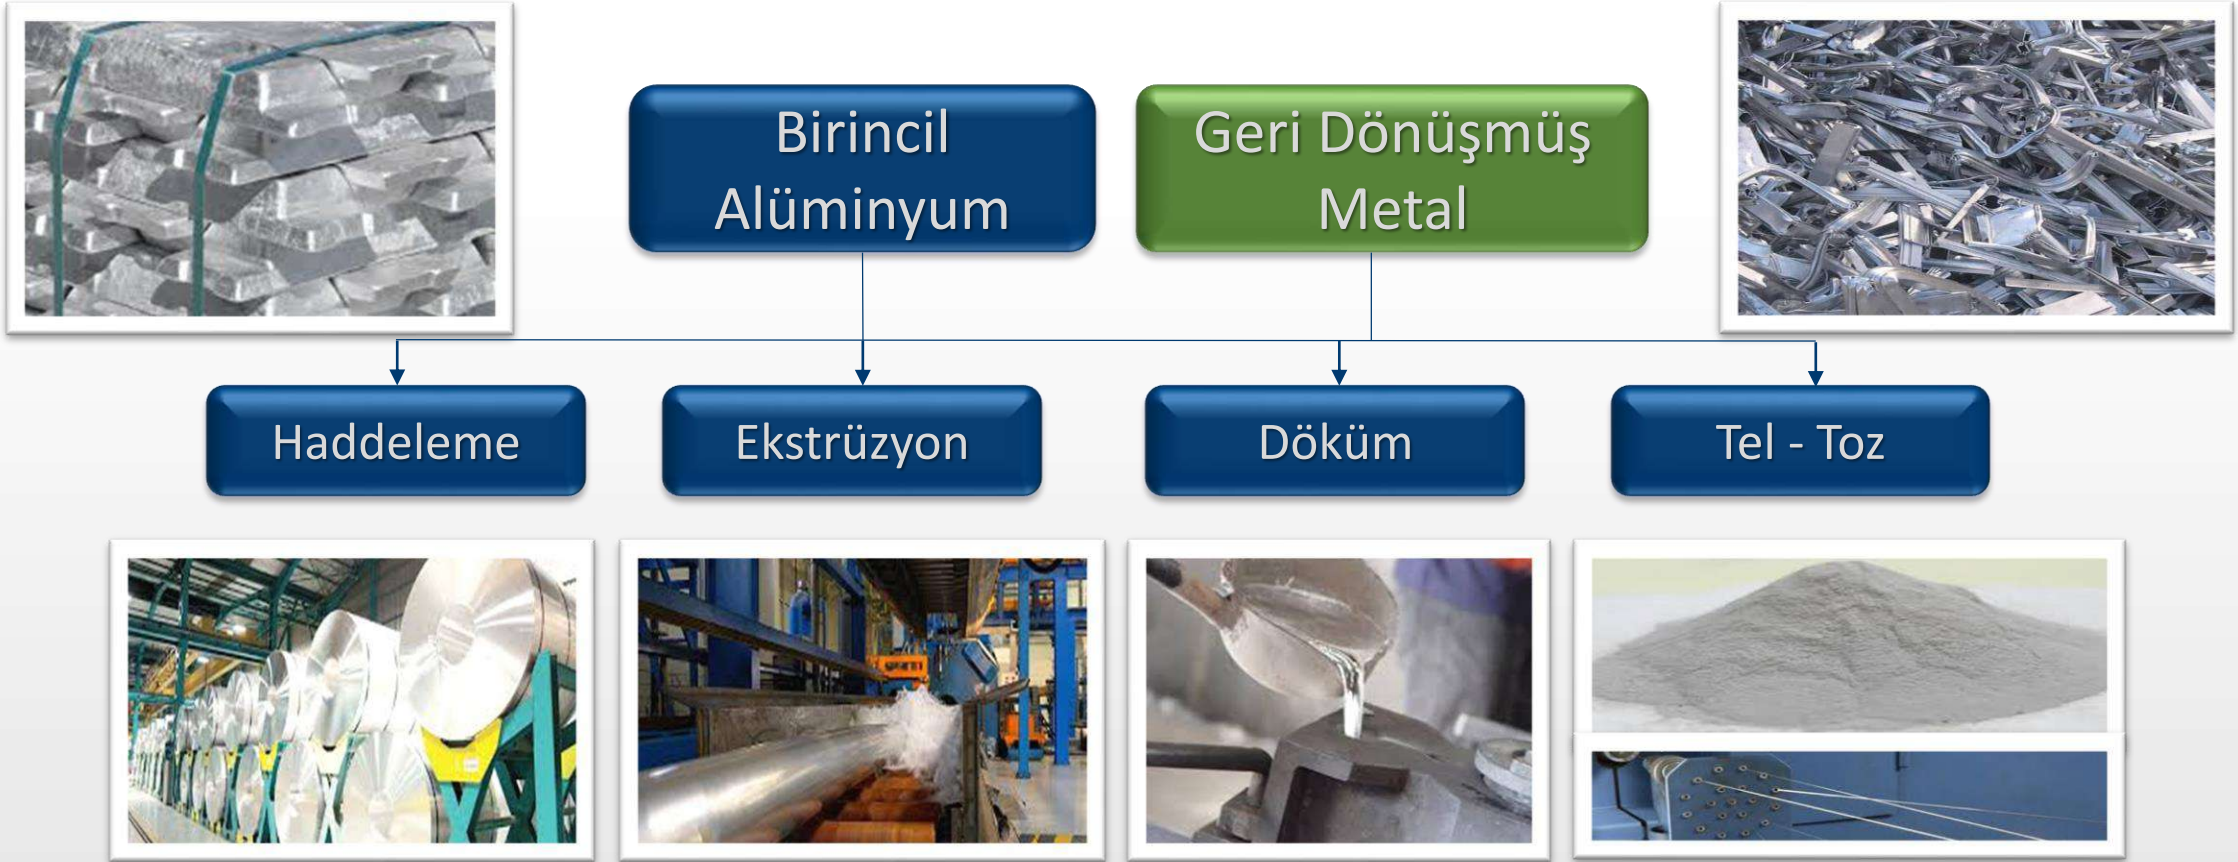 Birincil
Alüminyum
Geri Dönüşmüş
Metal
Haddeleme
Ekstrüzyon
Döküm
Tel - Toz